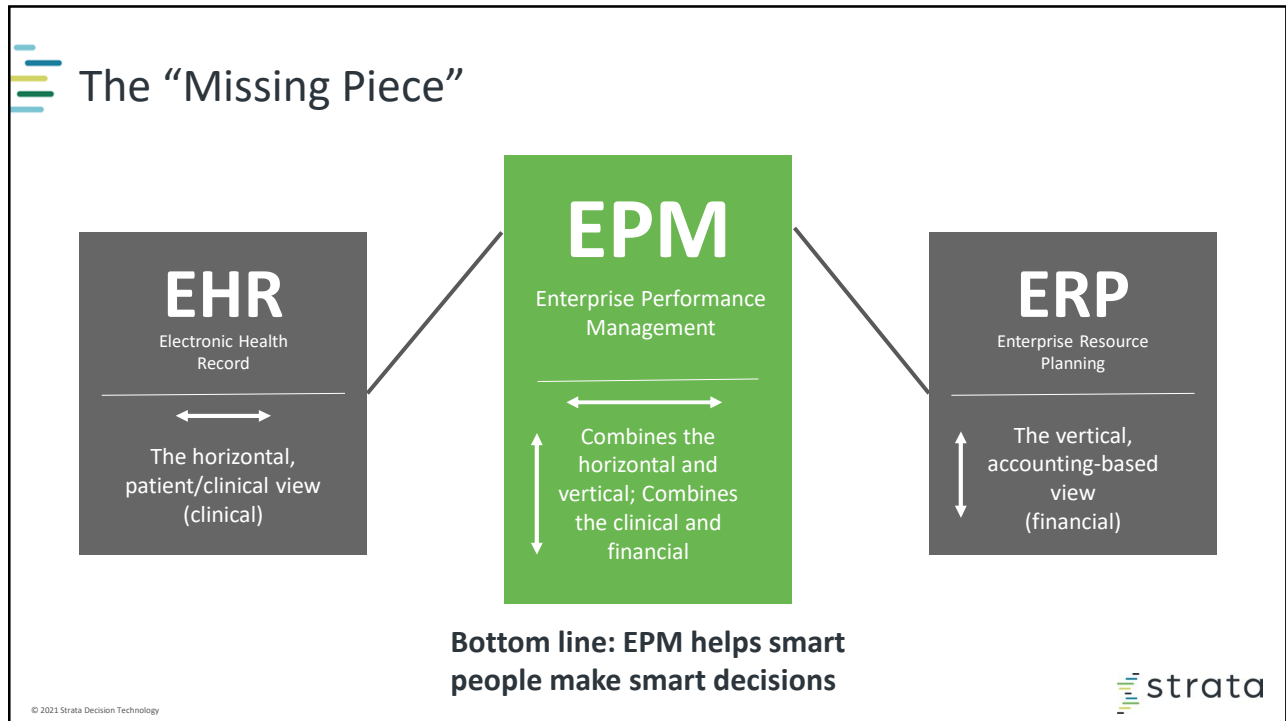 The “Missing Piece”
EHR
Electronic Health
Record
The horizontal,
patient/clinical view
(clinical)
EPM
Enterprise Performance
Management
Combines the
horizontal and
vertical; Combines
the clinical and
financial
ERP
Enterprise Resource
Planning
The vertical,
accounting-based
view
(financial)
Bottom line: EPM helps smart
people make smart decisions
© 2021 Strata Decision Technology
strata